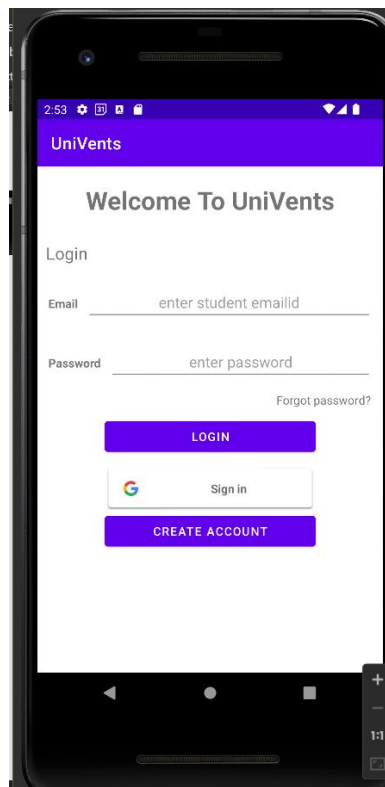 2:53
UniVents
Welcome To UniVents
Login
Email enter student emailid
Password enter password
Forgot password?
LOGIN
Sign in
CREATE ACCOUNT
1:1